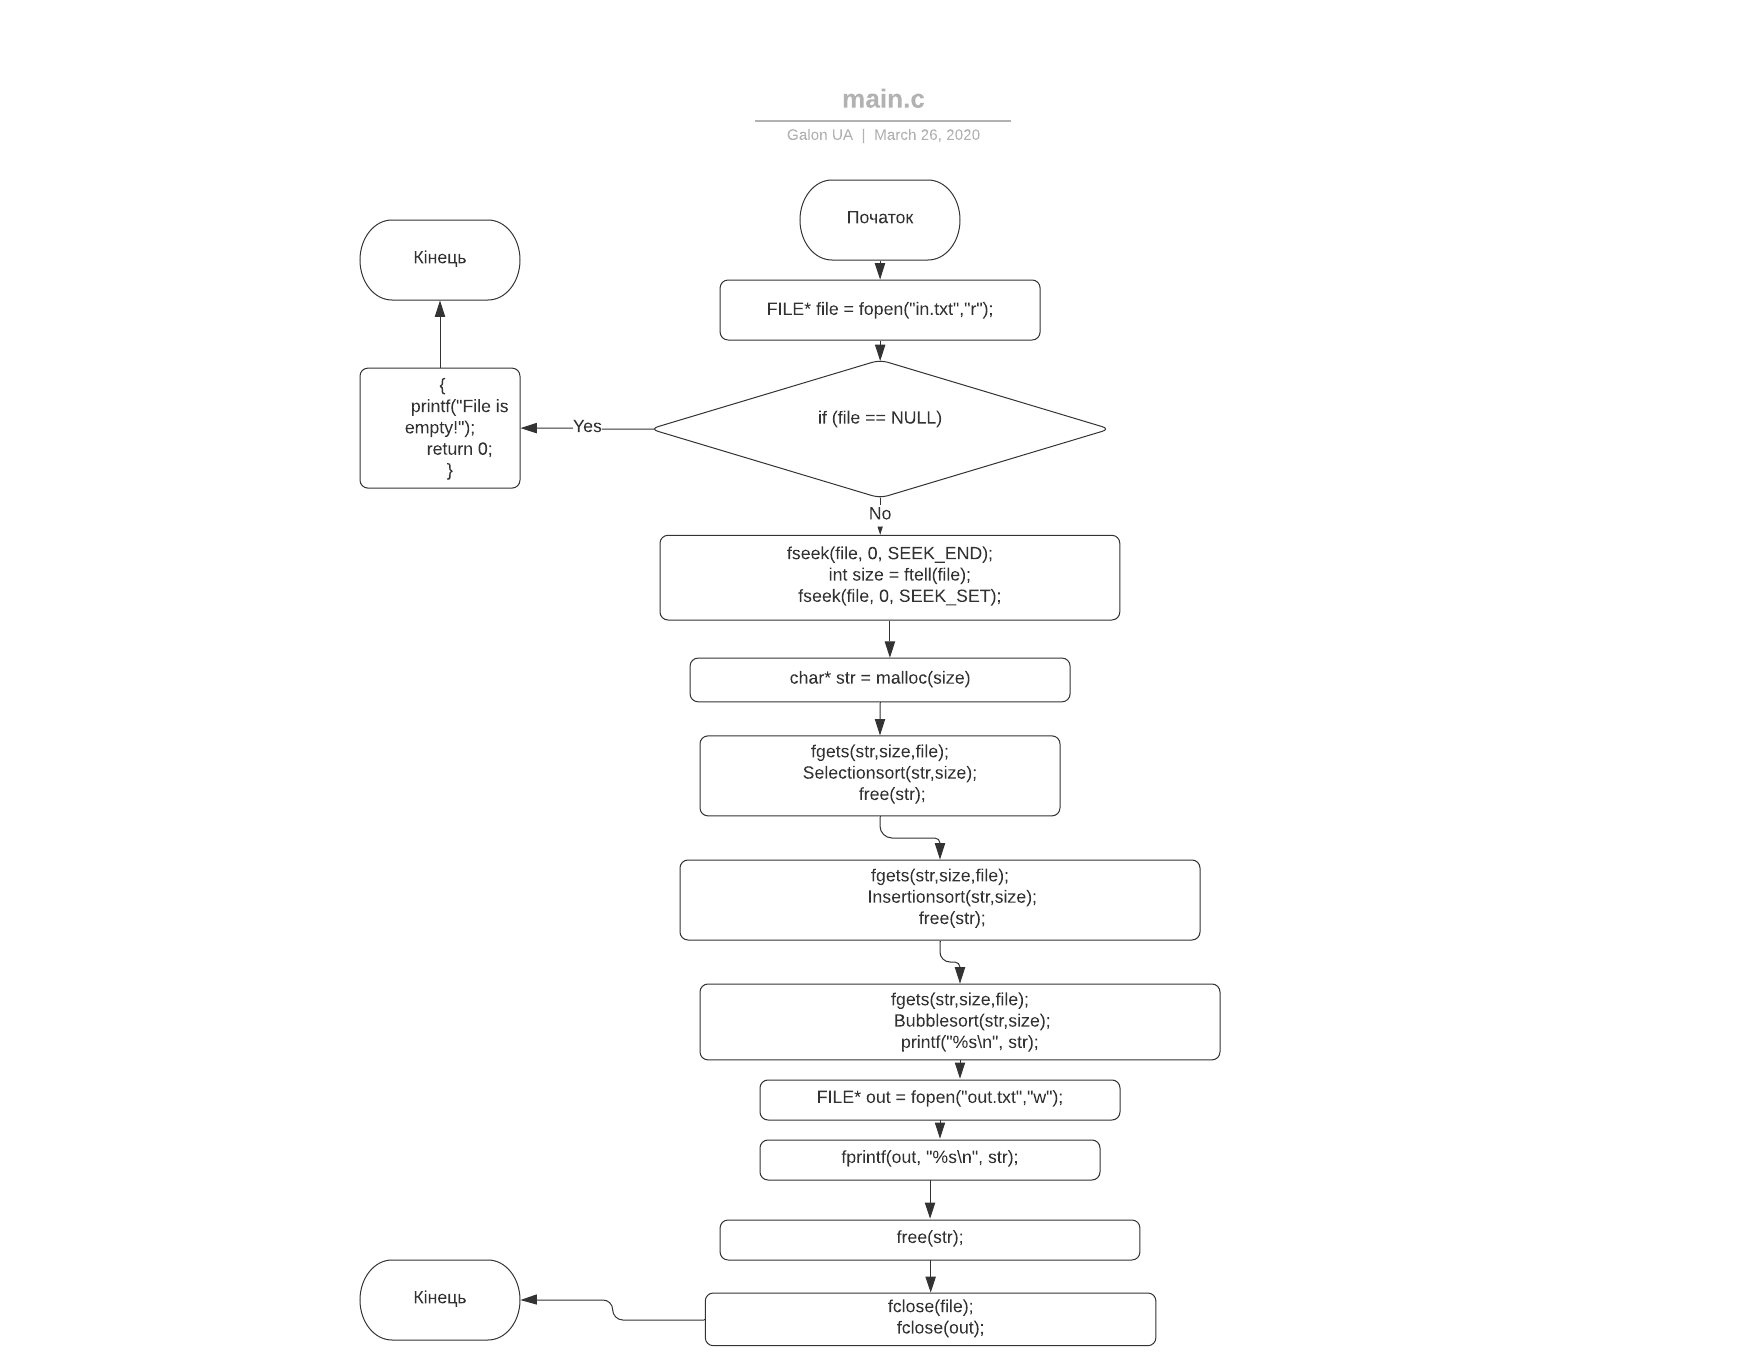 main.c
Galon UA | March 26, 2020
Початок
Кінець
FILE* file = fopen("in.txt","r");
if (file == NULL)
Yes
{
printf("File is
empty!");
return 0;
}
No
fseek(file, 0, SEEK_END);
int size = ftell(file);
fseek(file, 0, SEEK_SET);
char* str = malloc(size)
fgets(str,size,file);
Selectionsort(str,size);
free(str);
fgets(str,size,file);
Insertionsort(str,size);
free(str);
fgets(str,size,file);
Bubblesort(str,size);
printf("%s\n", str);
FILE* out = fopen("out.txt","w");
fprintf(out, "%s\n", str);
free(str);
Кінець
fclose(file);
fclose(out);